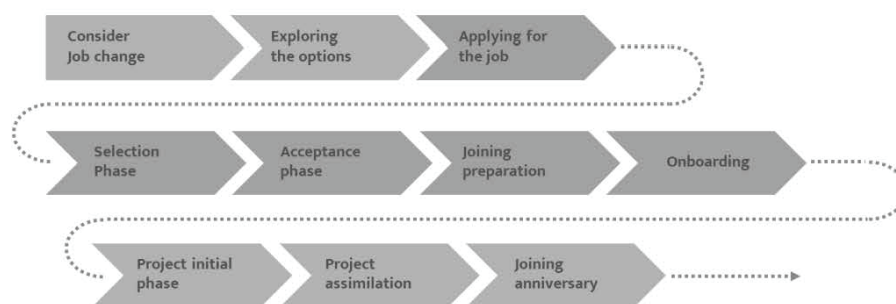 Consider
Job change
Exploring
the options
Applying for
the job
Selection
Phase
Acceptance
phase
Joining
preparation
Onboarding
Project initial
phase
Project
assimilation
Joining
anniversary